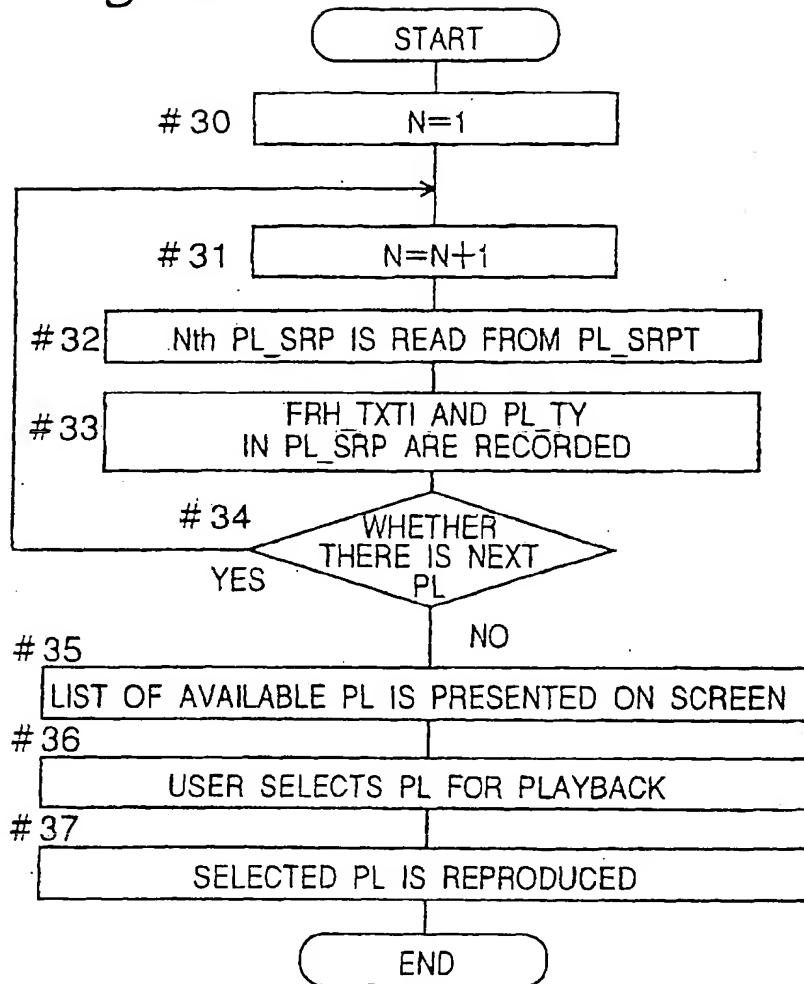 START
#30 N=1
#31 N=N+1
#32 Nth PL_SRP IS READ FROM PL_SRPT
#33 FRH_TXTI AND PL_TY
IN PL_SRP ARE RECORDED
#34 WHETHER
THERE IS NEXT
PL
YES
NO
#35
LIST OF AVAILABLE PL IS PRESENTED ON SCREEN
#36
USER SELECTS PL FOR PLAYBACK
#37
SELECTED PL IS REPRODUCED
END